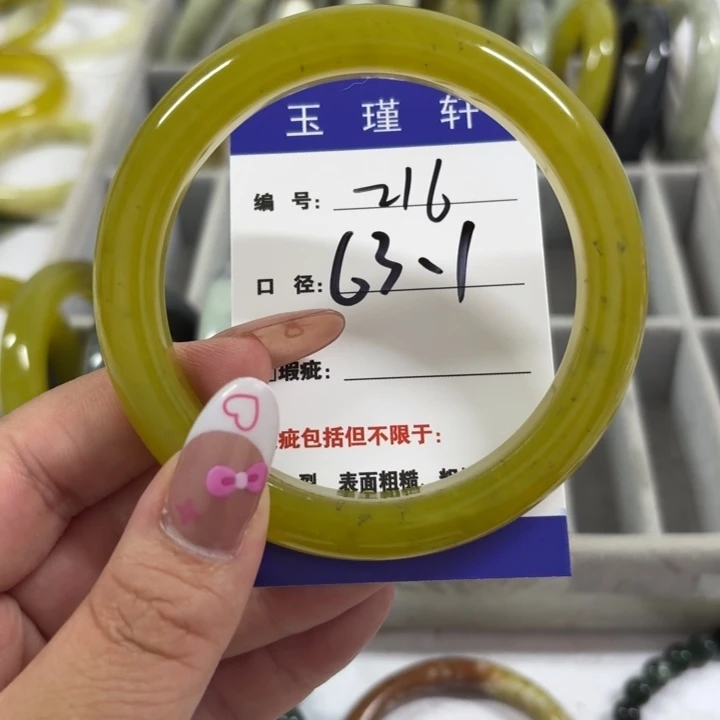 玉瑾轩
编号: 216
口径: 63.1
瑕疵:
疵包括但不限于:
型 表面粗糙